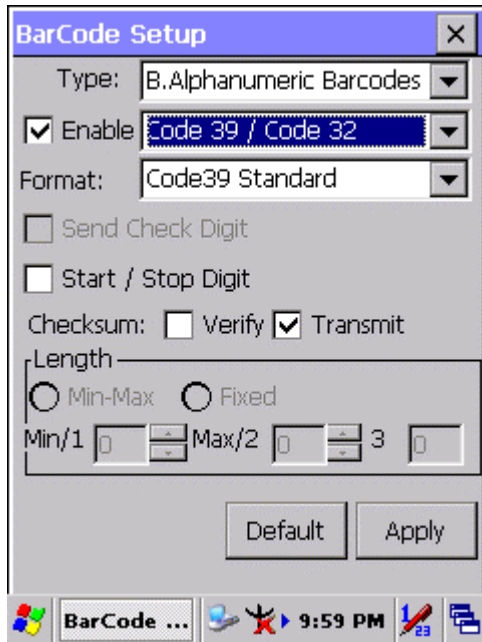 BarCode Setup
Type: B.Alphanumeric Barcodes
Enable Code 39 / Code 32
Format: Code39 Standard
Send Check Digit
Start / Stop Digit
Checksum: Verify Transmit
Length
Min-Max Fixed
Min/1 0 Max/2 0 3 0
Default Apply
BarCode ... 9:59 PM 1 23